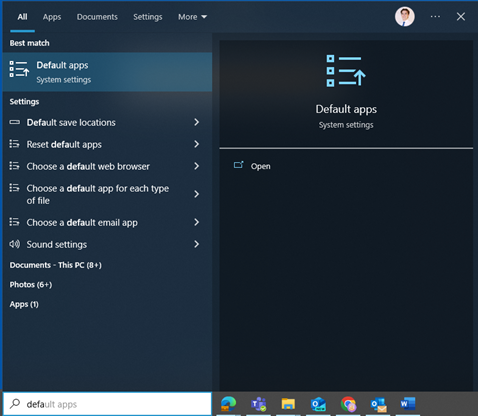 All Apps Documents Settings More
Best match
Default apps
System settings
Settings
Default save locations
Reset default apps
Choose a default web browser
Choose a default app for each type
of file
Choose a default email app
Sound settings
Documents - This PC (8+)
Photos (6+)
Apps (1)
Default apps
System settings
Open
default apps